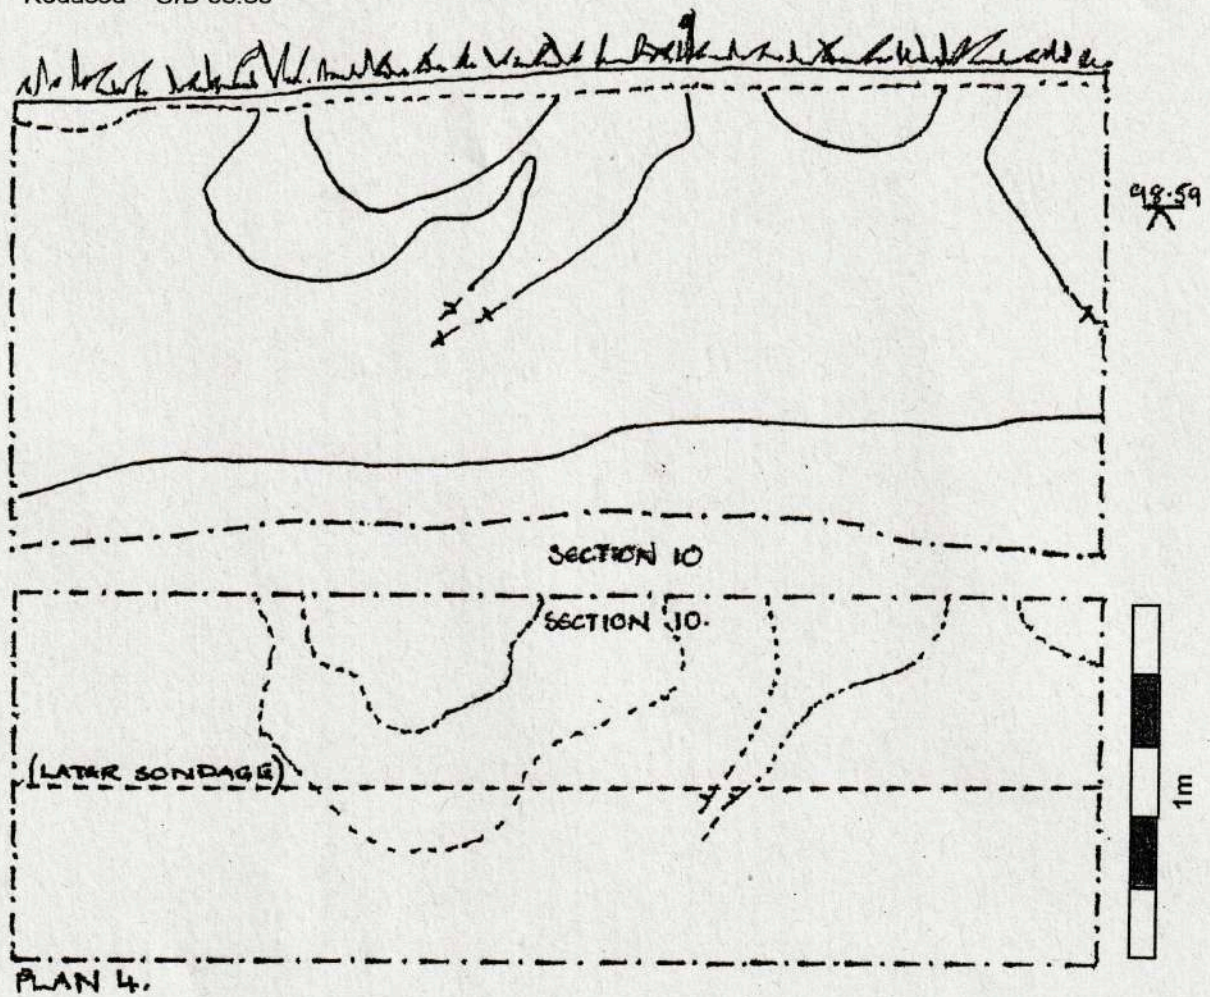 98.59
SECTION 10
SECTION 10.
(LATER SONDAGE)
1m
PLAN 4.